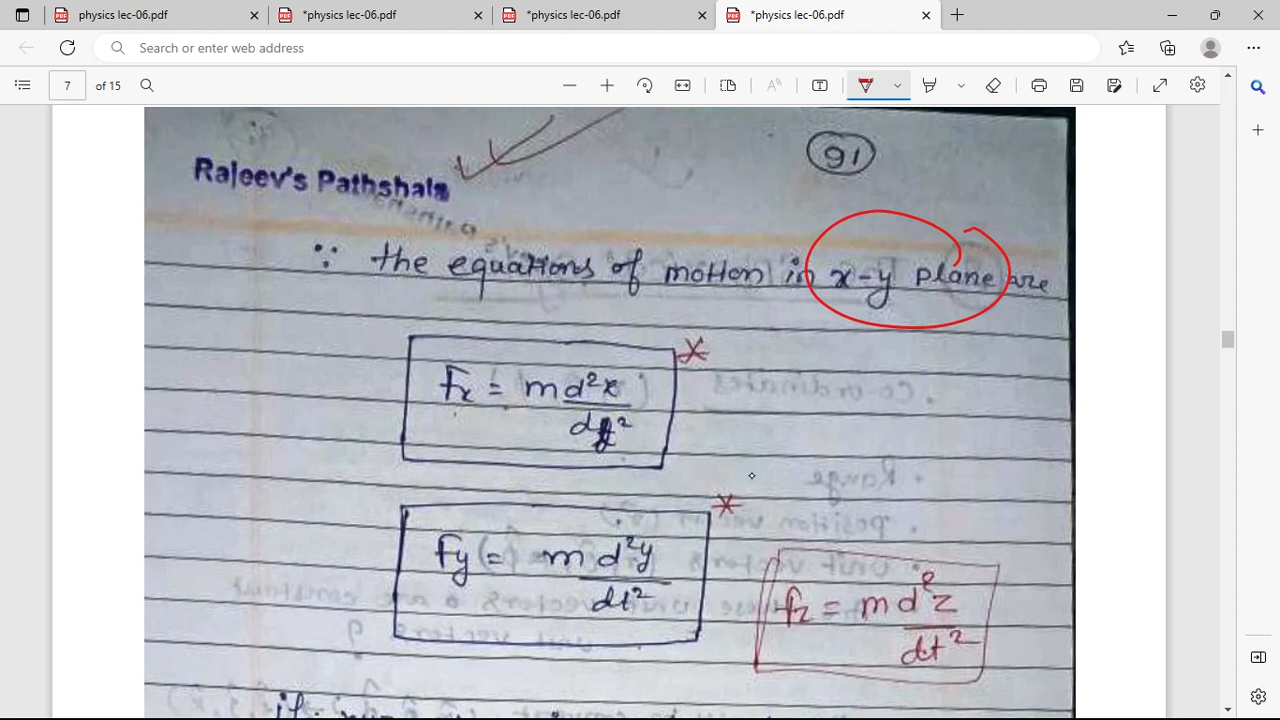 physics lec-06.pdf
*physics lec-06.pdf
*physics lec-06.pdf
*physics lec-06.pdf
Search or enter web address
7 of 15
91
Rajeev's Pathshala
∵ the equations of motion in x-y plane are
Fx = m d²x
dt²
Fy = m d²y
dt²
fz = m d²z
dt²